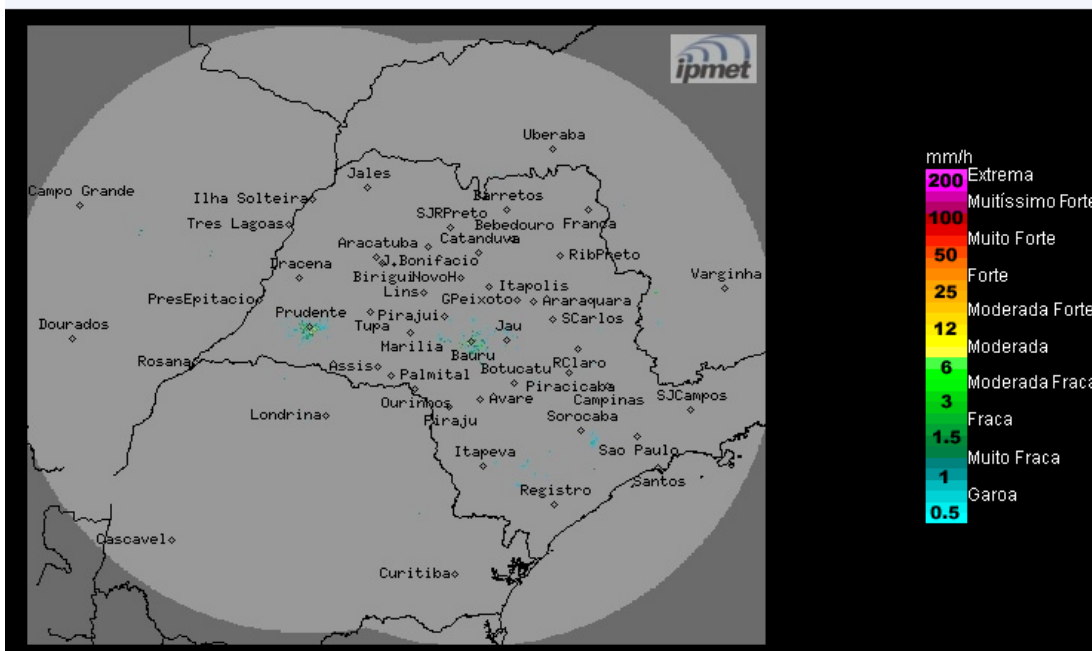 ipmet
Uberaba
Jales
Campo Grande
Ilha Solteira
Barretos
SJRPreto
Tres Lagoas
Bebedouro
Franca
Aracatuba
Catanduva
J.Bonifacio
RibPreto
Dracena
Varginha
BiriguiNovoH
Itapolis
PresEpitacio
Lins
GPeixoto
Araraquara
Prudente
Pirajui
SCarlos
Dourados
Tupa
Jau
Marilia
Bauru
Rosana
Assis
Palmital
Botucatu
RClaro
Piracicaba
Ourinhos
Avare
Campinas
SJCampos
Londrina
Piraju
Sorocaba
Itapeva
Sao Paulo
Registro
Santos
Cascavel
Curitiba
mm/h
200 Extrema
Muitíssimo Forte
100
Muito Forte
50
Forte
25
Moderada Forte
12
Moderada
6
Moderada Fraca
3
Fraca
1.5
Muito Fraca
1
Garoa
0.5